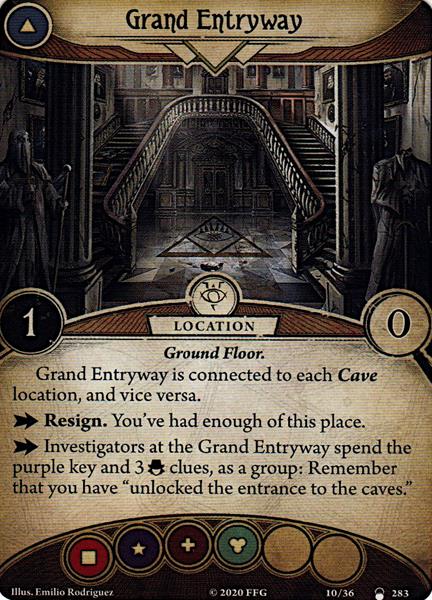 Grand Entryway
1
LOCATION
0
Ground Floor.
Grand Entryway is connected to each Cave
location, and vice versa.
Resign. You've had enough of this place.
Investigators at the Grand Entryway spend the
purple key and 3 clues, as a group: Remember
that you have “unlocked the entrance to the caves.”
Illus. Emilio Rodríguez © 2020 FFG 10/36 283